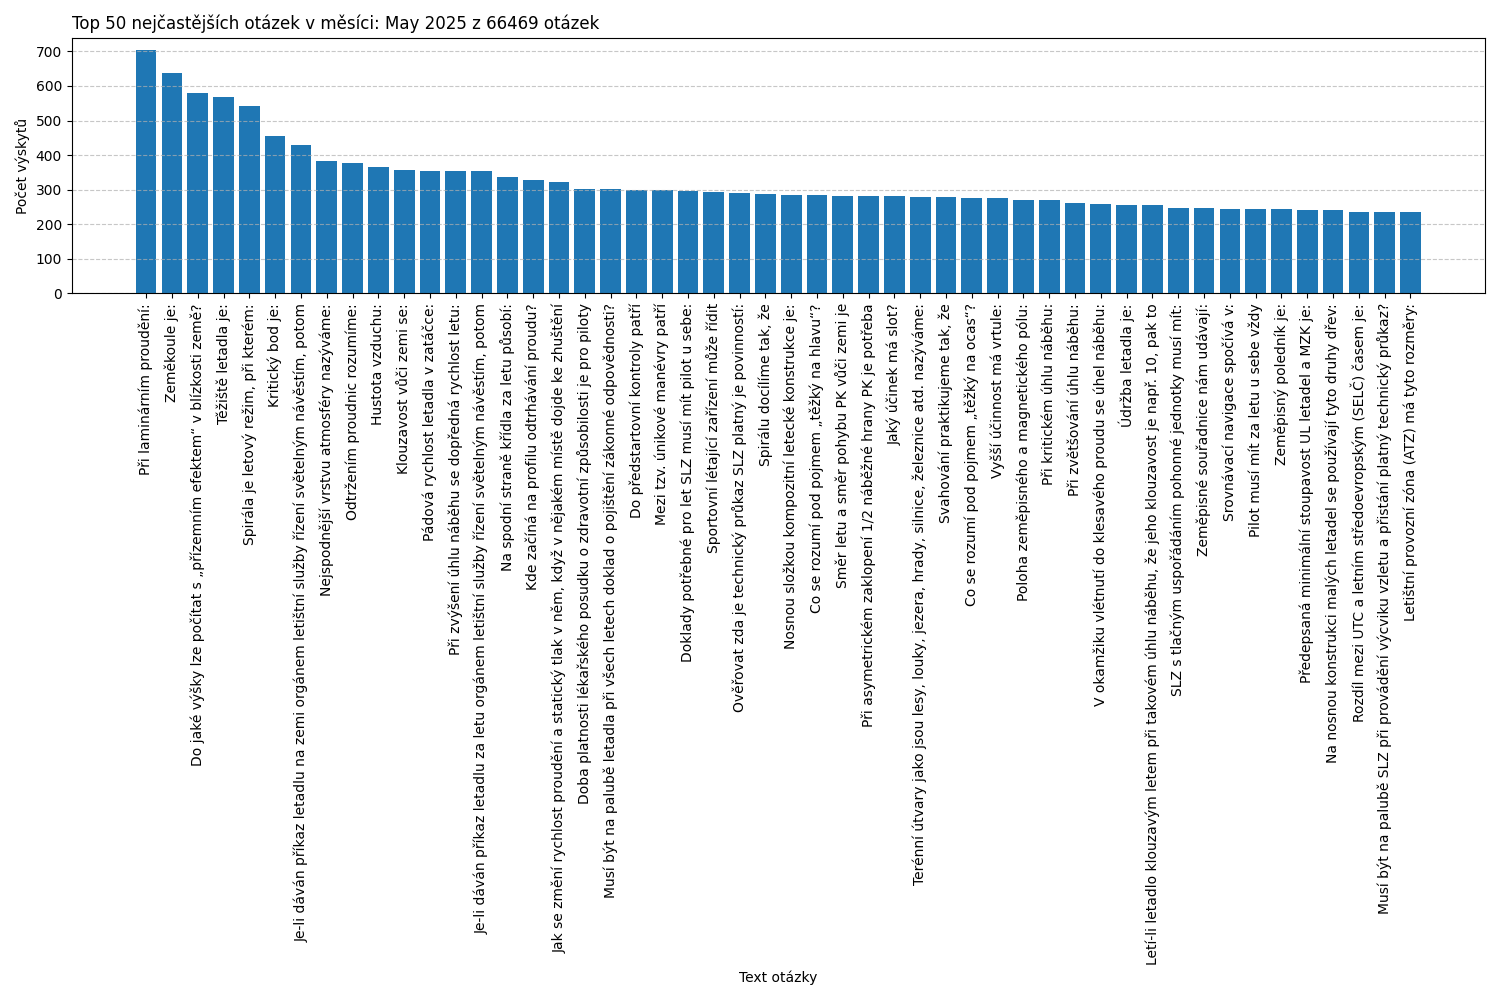 Top 50 nejčastějších otázek v měsíci: May 2025 z 66469 otázek
Počet výskytů
700
600
500
400
300
200
100
0
Při laminárním proudění:
Zeměkoule je:
Do jaké výšky lze počítat s „přízemním efektem“ v blízkosti země?
Těžiště letadla je:
Spirála je letový režim, při kterém:
Kritický bod je:
Je-li dáván příkaz letadlu na zemi orgánem letištní služby řízení světelným návěstím, potom
Nejspodnější vrstvu atmosféry nazýváme:
Odtržením proudnic rozumíme:
Hustota vzduchu:
Klouzavost vůči zemi se:
Pádová rychlost letadla v zatáčce:
Při zvýšení úhlu náběhu se dopředná rychlost letu:
Je-li dáván příkaz letadlu za letu orgánem letištní služby řízení světelným návěstím, potom
Na spodní straně křídla za letu působí:
Kde začíná na profilu odtrhávání proudu?
Jak se změní rychlost proudění a statický tlak v něm, když v nějakém místě dojde ke zhuštění
Doba platnosti lékařského posudku o zdravotní způsobilosti je pro piloty
Musí být na palubě letadla při všech letech doklad o pojištění zákonné odpovědnosti?
Do předstartovní kontroly patří
Mezi tzv. únikové manévry patří
Doklady potřebné pro let SLZ musí mít pilot u sebe:
Sportovní létající zařízení může řídit
Ověřovat zda je technický průkaz SLZ platný je povinností:
Spirálu docílíme tak, že
Nosnou složkou kompozitní letecké konstrukce je:
Co se rozumí pod pojmem „těžký na hlavu“?
Směr letu a směr pohybu PK vůči zemi je
Při asymetrickém zaklopení 1/2 náběžné hrany PK je potřeba
Jaký účinek má slot?
Terénní útvary jako jsou lesy, louky, jezera, hrady, silnice, železnice atd. nazýváme:
Svahování praktikujeme tak, že
Co se rozumí pod pojmem „těžký na ocas“?
Vyšší účinnost má vrtule:
Poloha zeměpisného a magnetického pólu:
Při kritickém úhlu náběhu:
Při zvětšování úhlu náběhu:
V okamžiku vlétnutí do klesavého proudu se úhel náběhu:
Údržba letadla je:
Letí-li letadlo klouzavým letem při takovém úhlu náběhu, že jeho klouzavost je např. 10, pak to
SLZ s tlačným uspořádáním pohonné jednotky musí mít:
Zeměpisné souřadnice nám udávají:
Srovnávací navigace spočívá v:
Pilot musí mít za letu u sebe vždy
Zeměpisný poledník je:
Předepsaná minimální stoupavost UL letadel a MZK je:
Na nosnou konstrukci malých letadel se používají tyto druhy dřev:
Rozdíl mezi UTC a letním středoevropským (SELČ) časem je:
Musí být na palubě SLZ při provádění výcviku vzletu a přistání platný technický průkaz?
Letištní provozní zóna (ATZ) má tyto rozměry:
Text otázky